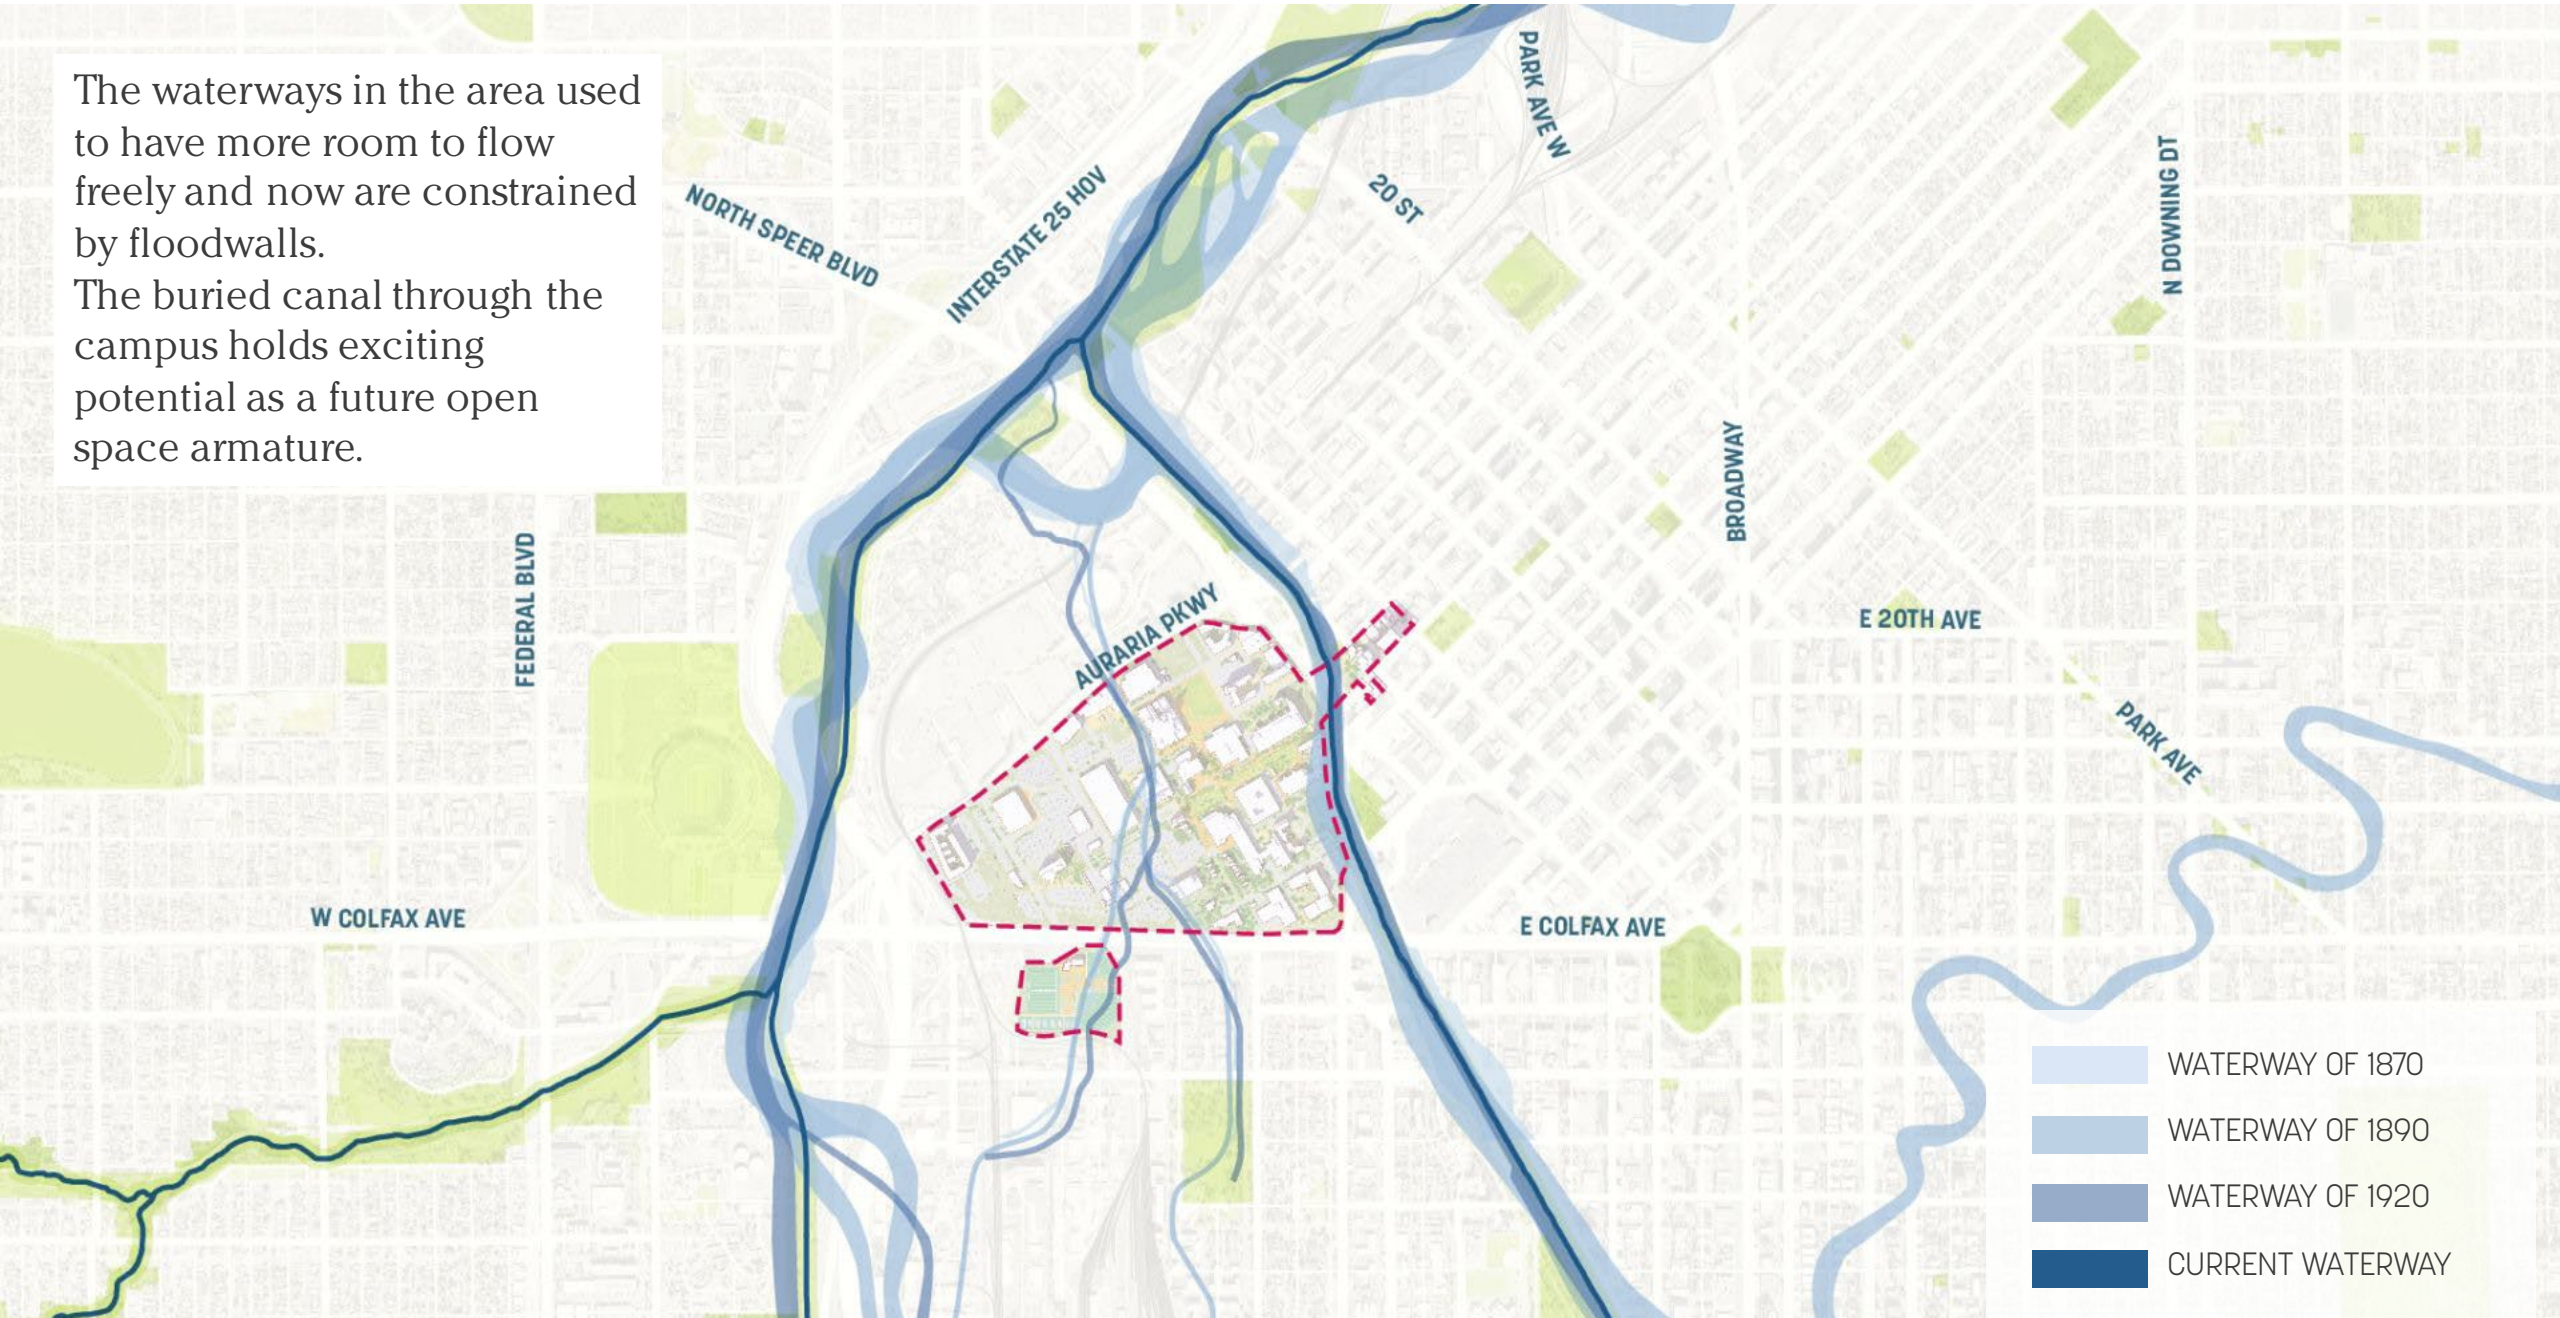 The waterways in the area used
to have more room to flow
freely and now are constrained
by floodwalls.
The buried canal through the
campus holds exciting
potential as a future open
space armature.
PARK AVE W
NORTH SPEER BLVD
INTERSTATE 25 HOV
20 ST
N DOWNING DT
BROADWAY
FEDERAL BLVD
AURARIA PKWY
E 20TH AVE
PARK AVE
W COLFAX AVE
E COLFAX AVE
WATERWAY OF 1870
WATERWAY OF 1890
WATERWAY OF 1920
CURRENT WATERWAY